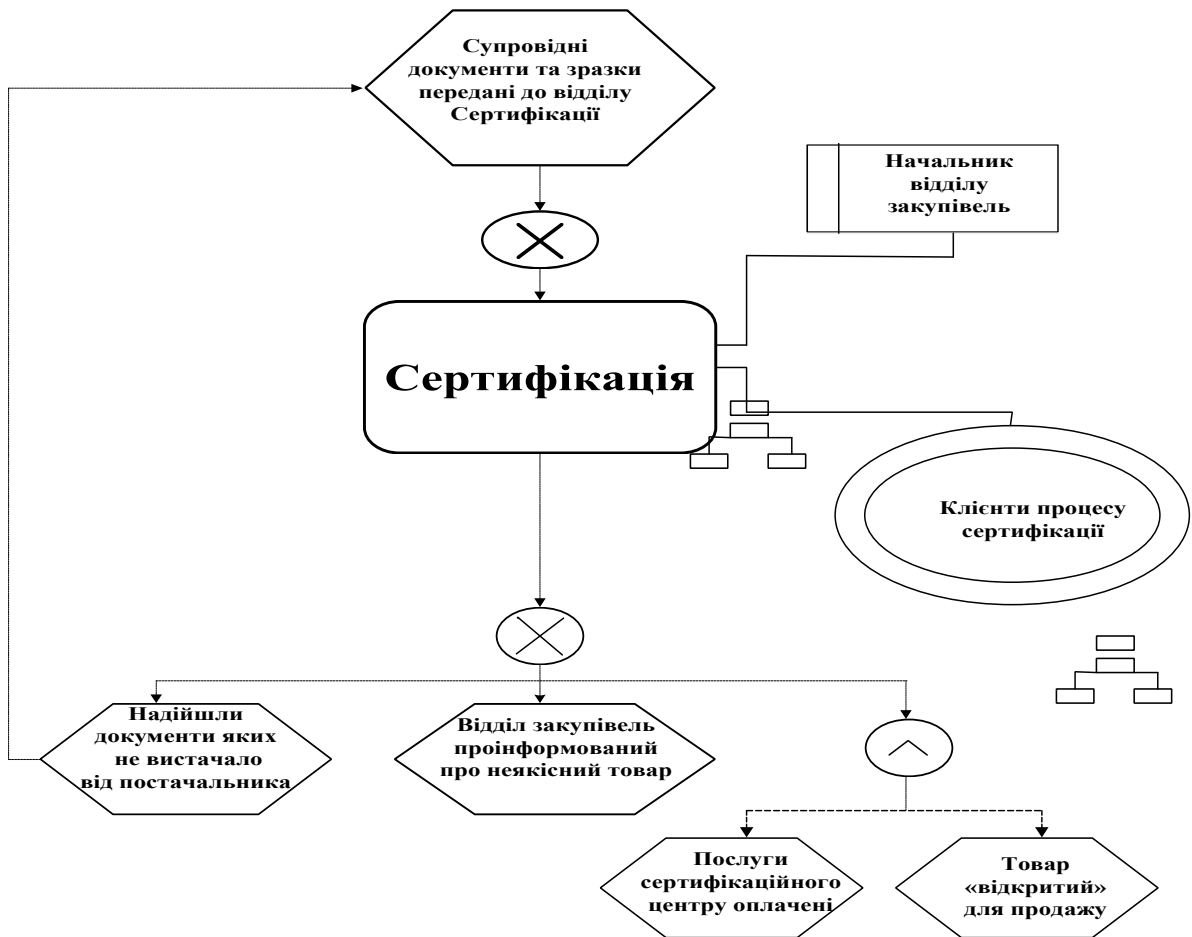 Супровідні
документи та зразки
передані до відділу
Сертифікації
Начальник
відділу
закупівель
Сертифікація
Клієнти процесу
сертифікації
Надійшли
документи яких
не вистачало
від постачальника
Відділ закупівель
проінформований
про неякісний товар
Послуги
сертифікаційного
центру оплачені
Товар
«відкритий»
для продажу